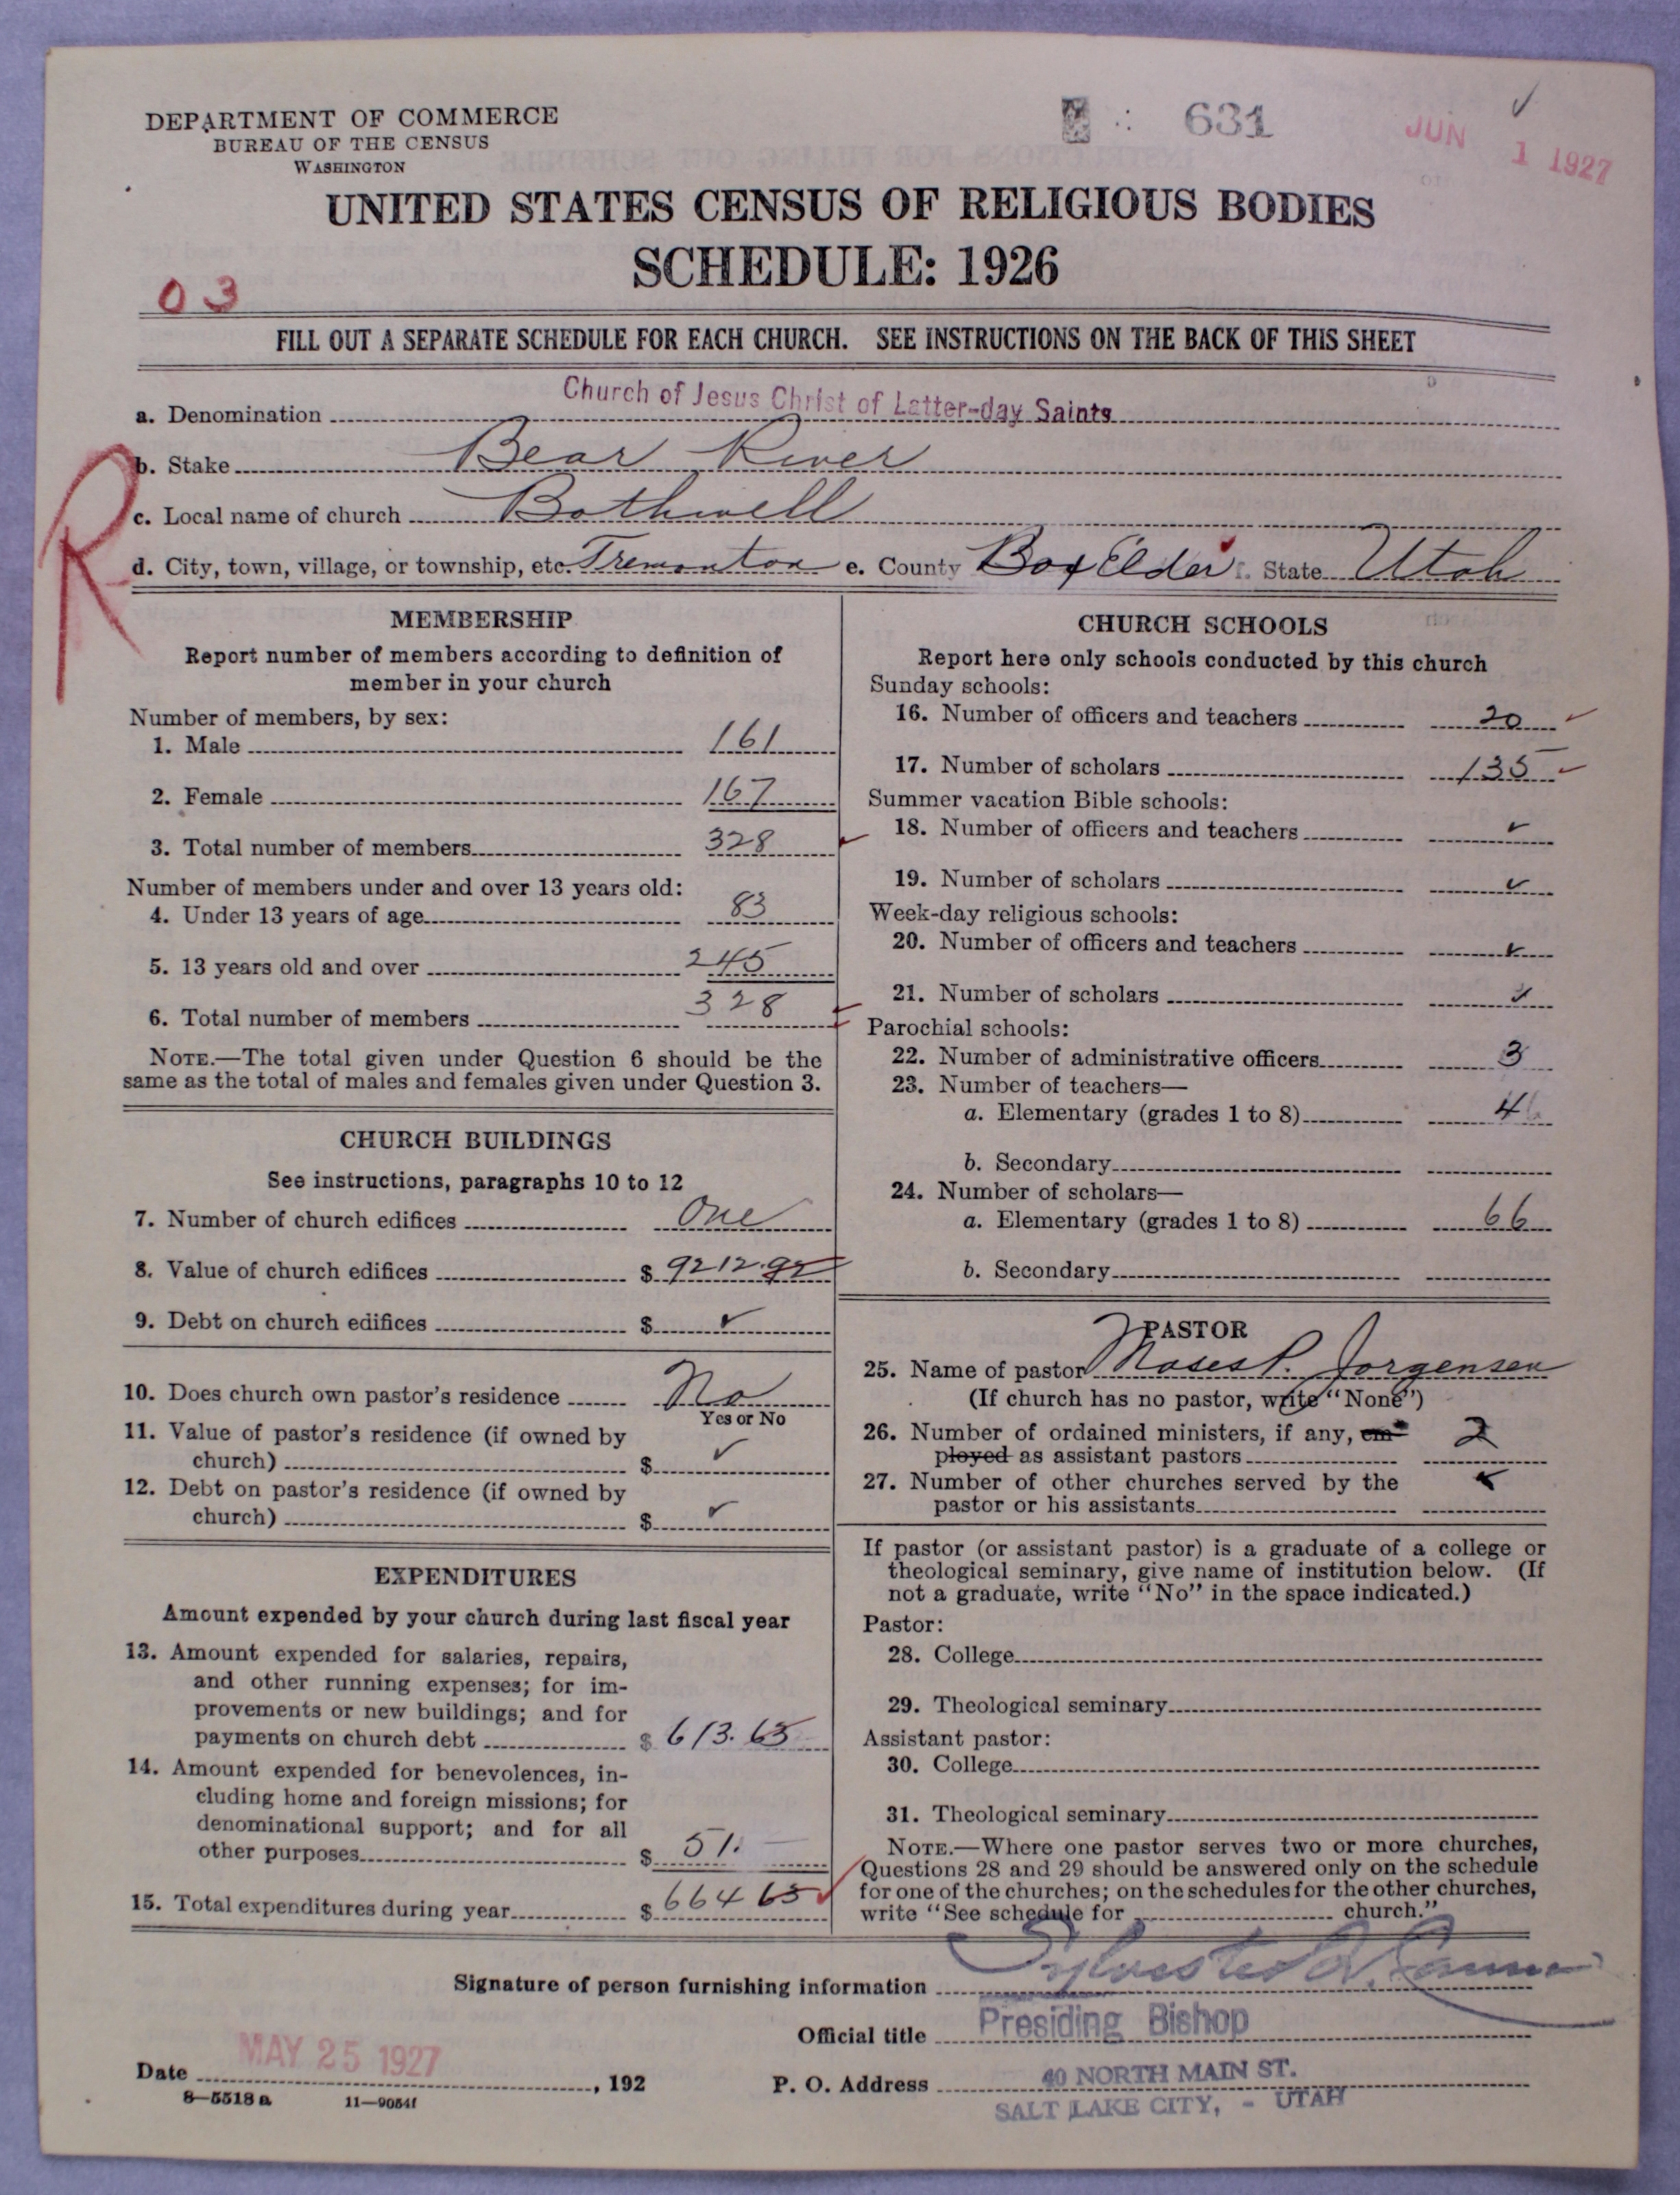 DEPARTMENT OF COMMERCE
BUREAU OF THE CENSUS
WASHINGTON
631
JUN 1 1927
UNITED STATES CENSUS OF RELIGIOUS BODIES
SCHEDULE: 1926
03
FILL OUT A SEPARATE SCHEDULE FOR EACH CHURCH. SEE INSTRUCTIONS ON THE BACK OF THIS SHEET
R
a. Denomination Church of Jesus Christ of Latter-day Saints
b. Stake Bear River
c. Local name of church Bothwell
d. City, town, village, or township, etc. Tremonton e. County Box Elder f. State Utah
MEMBERSHIP
Report number of members according to definition of
member in your church
Number of members, by sex:
1. Male 161
2. Female 167
3. Total number of members 328
Number of members under and over 13 years old:
4. Under 13 years of age 83
5. 13 years old and over 245
6. Total number of members 328
NOTE.—The total given under Question 6 should be the
same as the total of males and females given under Question 3.
CHURCH BUILDINGS
See instructions, paragraphs 10 to 12
7. Number of church edifices One
8. Value of church edifices $ 9212.92
9. Debt on church edifices $ ✓
10. Does church own pastor's residence No
Yes or No
11. Value of pastor's residence (if owned by
church) $ ✓
12. Debt on pastor's residence (if owned by
church) $ ✓
EXPENDITURES
Amount expended by your church during last fiscal year
13. Amount expended for salaries, repairs,
and other running expenses; for im-
provements or new buildings; and for
payments on church debt $ 613.63
14. Amount expended for benevolences, in-
cluding home and foreign missions; for
denominational support; and for all
other purposes $ 51. —
15. Total expenditures during year $ 664 63
CHURCH SCHOOLS
Report here only schools conducted by this church
Sunday schools:
16. Number of officers and teachers 20
17. Number of scholars 135
Summer vacation Bible schools:
18. Number of officers and teachers ✓
19. Number of scholars ✓
Week-day religious schools:
20. Number of officers and teachers ✓
21. Number of scholars ✓
Parochial schools:
22. Number of administrative officers 3
23. Number of teachers—
a. Elementary (grades 1 to 8) 4
b. Secondary
24. Number of scholars—
a. Elementary (grades 1 to 8) 66
b. Secondary
PASTOR
25. Name of pastor Moses P. Jorgensen
(If church has no pastor, write "None")
26. Number of ordained ministers, if any, em-
ployed as assistant pastors 2
27. Number of other churches served by the
pastor or his assistants ✓
If pastor (or assistant pastor) is a graduate of a college or
theological seminary, give name of institution below. (If
not a graduate, write "No" in the space indicated.)
Pastor:
28. College
29. Theological seminary
Assistant pastor:
30. College
31. Theological seminary
NOTE.—Where one pastor serves two or more churches,
Questions 28 and 29 should be answered only on the schedule
for one of the churches; on the schedules for the other churches,
write "See schedule for church."
Signature of person furnishing information Sylvester Q. Cannon
Official title Presiding Bishop
Date MAY 25 1927, 192
P. O. Address 40 NORTH MAIN ST.
SALT LAKE CITY, - UTAH
8—5518 a 11—9054f